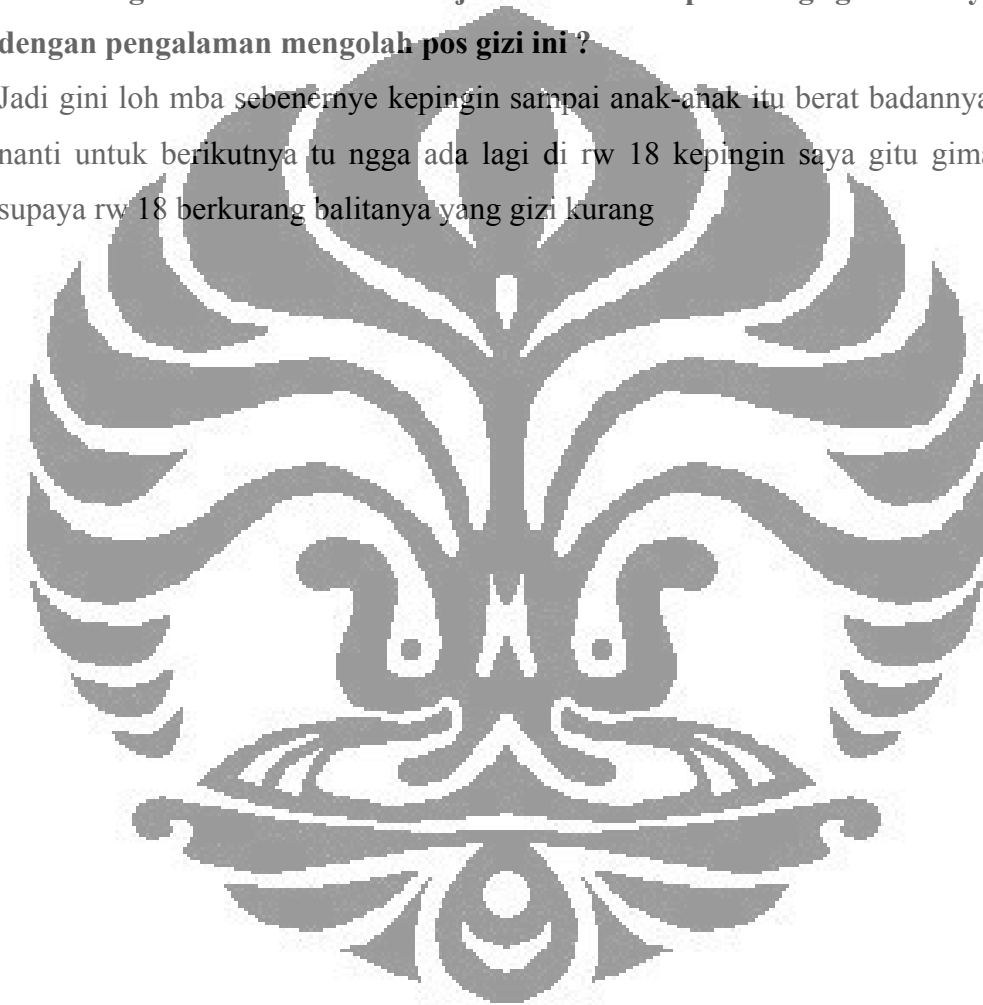 dengan pengalaman mengolah pos gizi ini ?
Jadi gini loh mba sebenernye kepingin sampai anak-anak itu berat badannya
nanti untuk berikutnya tu ngga ada lagi di rw 18 kepingin saya gitu gima
supaya rw 18 berkurang balitanya yang gizi kurang